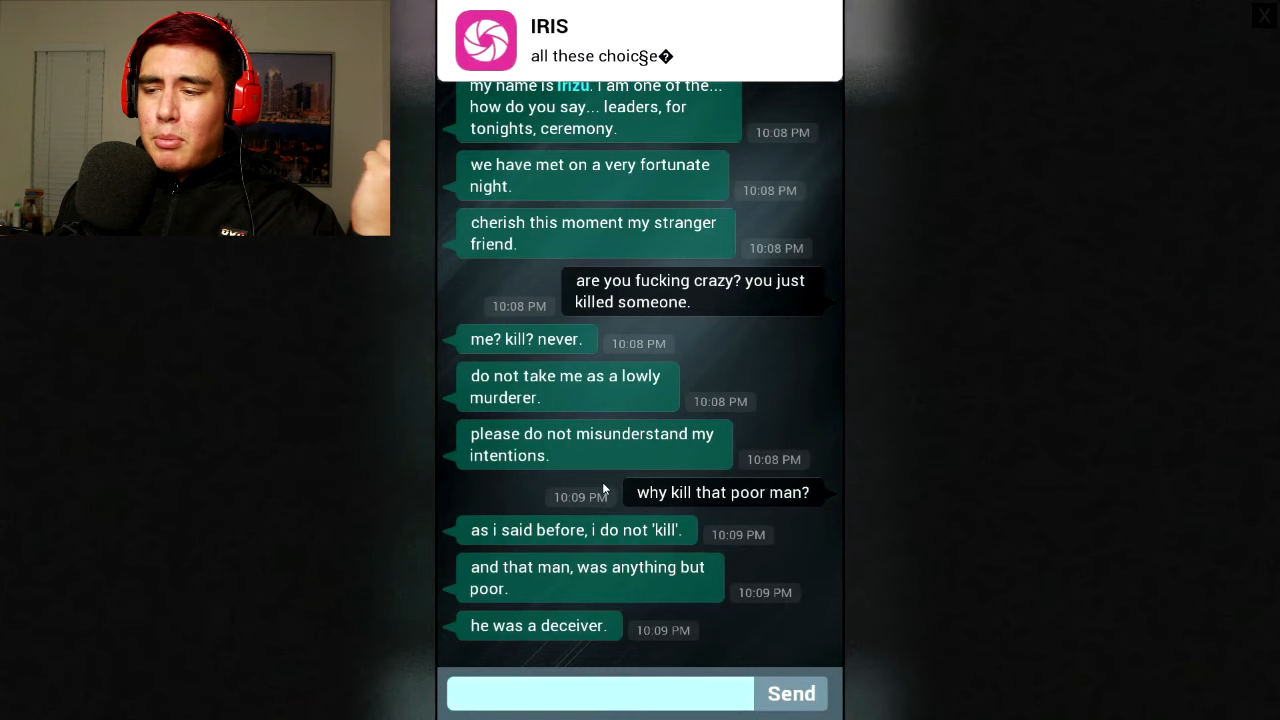 X
IRIS
all these choic§e�
my name is Irizu. I am one of the...
how do you say... leaders, for
tonights, ceremony.
10:08 PM
we have met on a very fortunate
night.
10:08 PM
cherish this moment my stranger
friend.
10:08 PM
are you fucking crazy? you just
killed someone.
10:08 PM
me? kill? never.
10:08 PM
do not take me as a lowly
murderer.
10:08 PM
please do not misunderstand my
intentions.
10:08 PM
why kill that poor man?
10:09 PM
as i said before, i do not 'kill'.
10:09 PM
and that man, was anything but
poor.
10:09 PM
he was a deceiver.
10:09 PM
Send